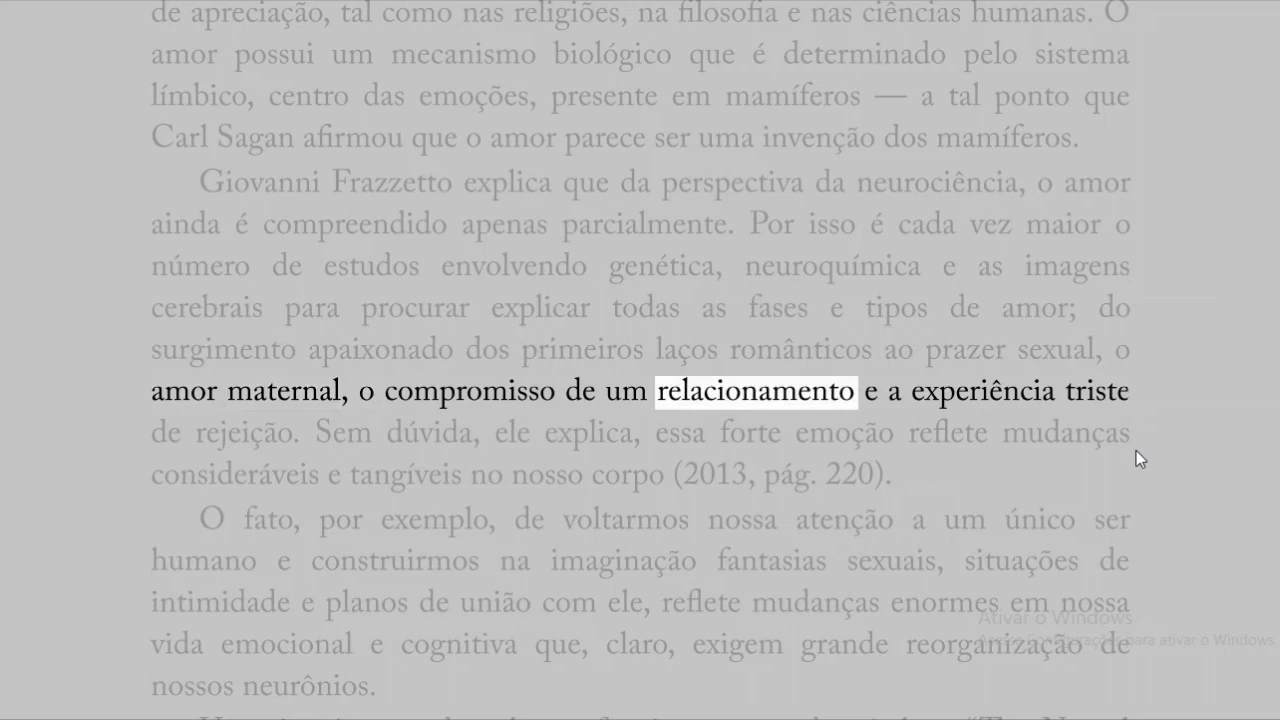 de apreciação, tal como nas religiões, na filosofia e nas ciências humanas. O
amor possui um mecanismo biológico que é determinado pelo sistema
límbico, centro das emoções, presente em mamíferos — a tal ponto que
Carl Sagan afirmou que o amor parece ser uma invenção dos mamíferos.
Giovanni Frazzetto explica que da perspectiva da neurociência, o amor
ainda é compreendido apenas parcialmente. Por isso é cada vez maior o
número de estudos envolvendo genética, neuroquímica e as imagens
cerebrais para procurar explicar todas as fases e tipos de amor; do
surgimento apaixonado dos primeiros laços românticos ao prazer sexual, o
amor maternal, o compromisso de um relacionamento e a experiência triste
de rejeição. Sem dúvida, ele explica, essa forte emoção reflete mudanças
consideráveis e tangíveis no nosso corpo (2013, pág. 220).
O fato, por exemplo, de voltarmos nossa atenção a um único ser
humano e construirmos na imaginação fantasias sexuais, situações de
intimidade e planos de união com ele, reflete mudanças enormes em nossa
Ativar o Windows
vida emocional e cognitiva que, claro, exigem grande reorganização de
para ativar o Windows.
nossos neurônios.